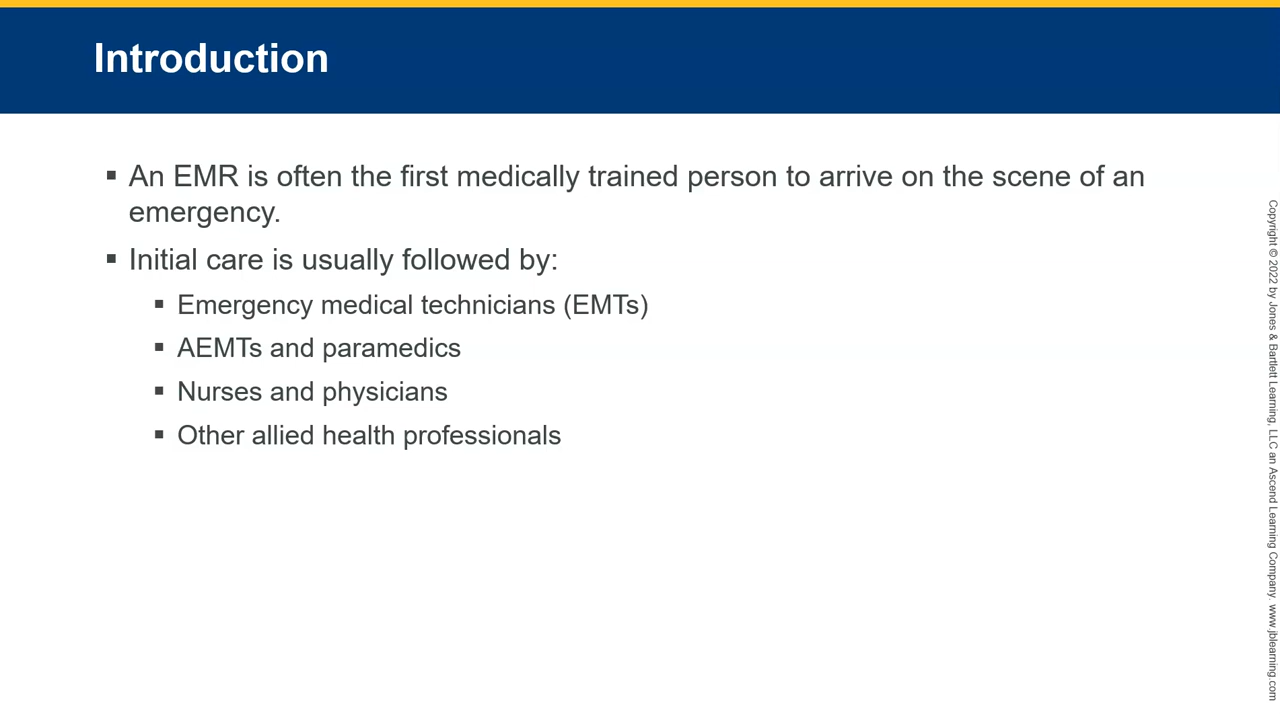 Introduction
▪ An EMR is often the first medically trained person to arrive on the scene of an
emergency.
▪ Initial care is usually followed by:
▪ Emergency medical technicians (EMTs)
▪ AEMTs and paramedics
▪ Nurses and physicians
▪ Other allied health professionals
Copyright © 2022 by Jones & Bartlett Learning, LLC an Ascend Learning Company. www.jblearning.com